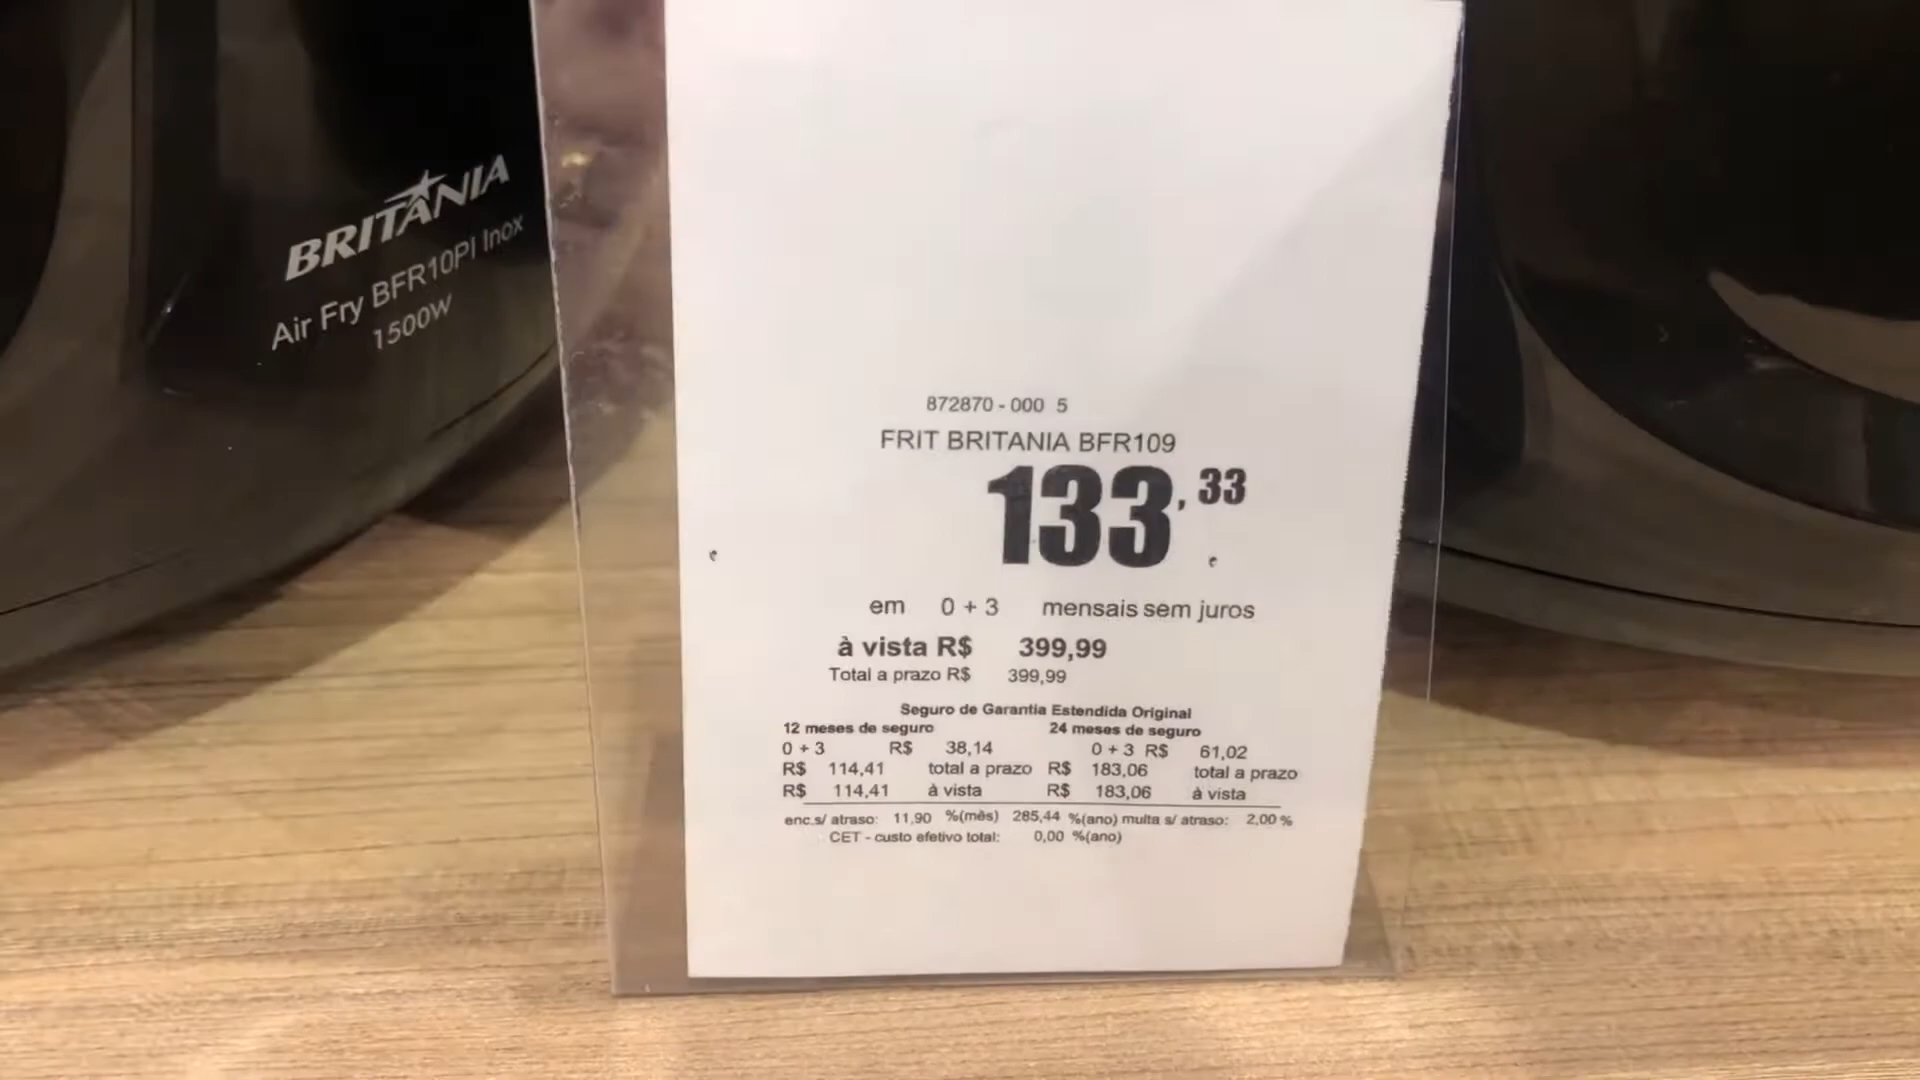 BRITÂNIA
Air Fry BFR10PI Inox
1500W
872870 - 000 5
FRIT BRITANIA BFR109
133,33
em 0 + 3 mensais sem juros
à vista R$ 399,99
Total a prazo R$ 399,99
Seguro de Garantia Estendida Original
12 meses de seguro 24 meses de seguro
0 + 3 R$ 38,14 0 + 3 R$ 61,02
R$ 114,41 total a prazo R$ 183,06 total a prazo
R$ 114,41 à vista R$ 183,06 à vista
enc.s/ atraso: 11,90 %(mês) 285,44 %(ano) multa s/ atraso: 2,00 %
CET - custo efetivo total: 0,00 %(ano)